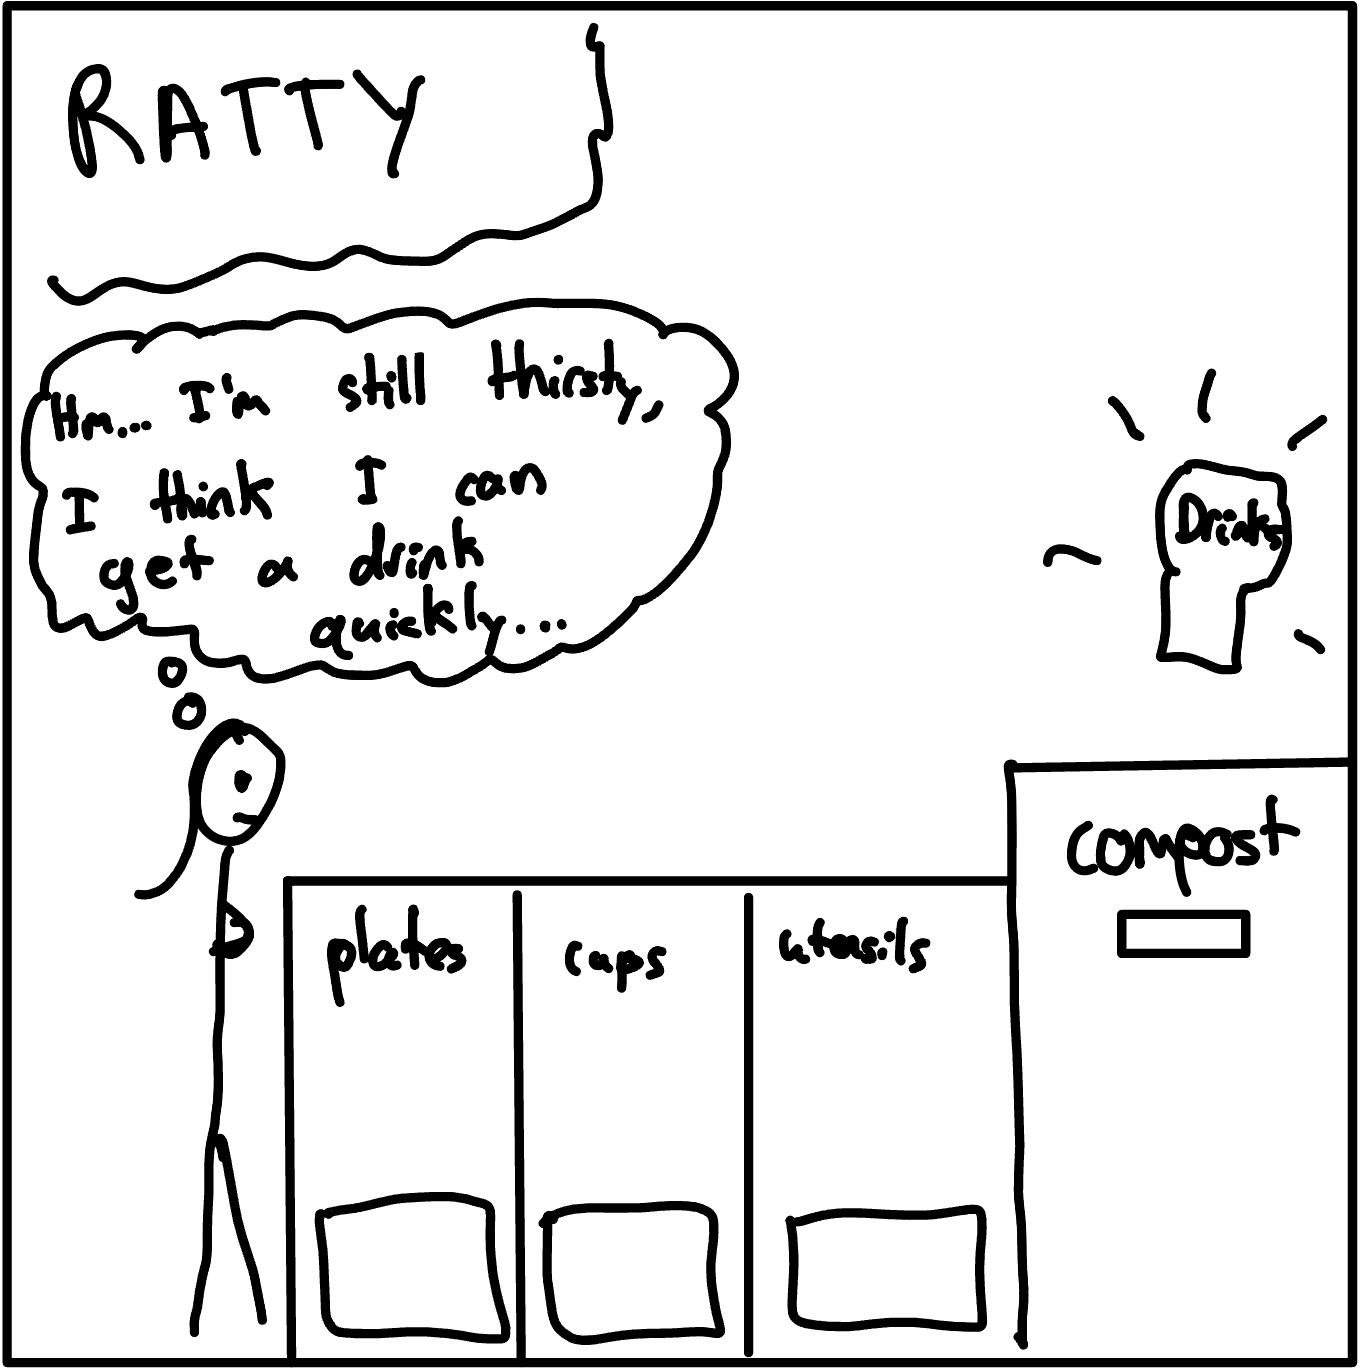 RATTY
Hm... I'm still thirsty,
I think I can
get a drink
quickly...
Drinks
compost
plates
cups
utensils